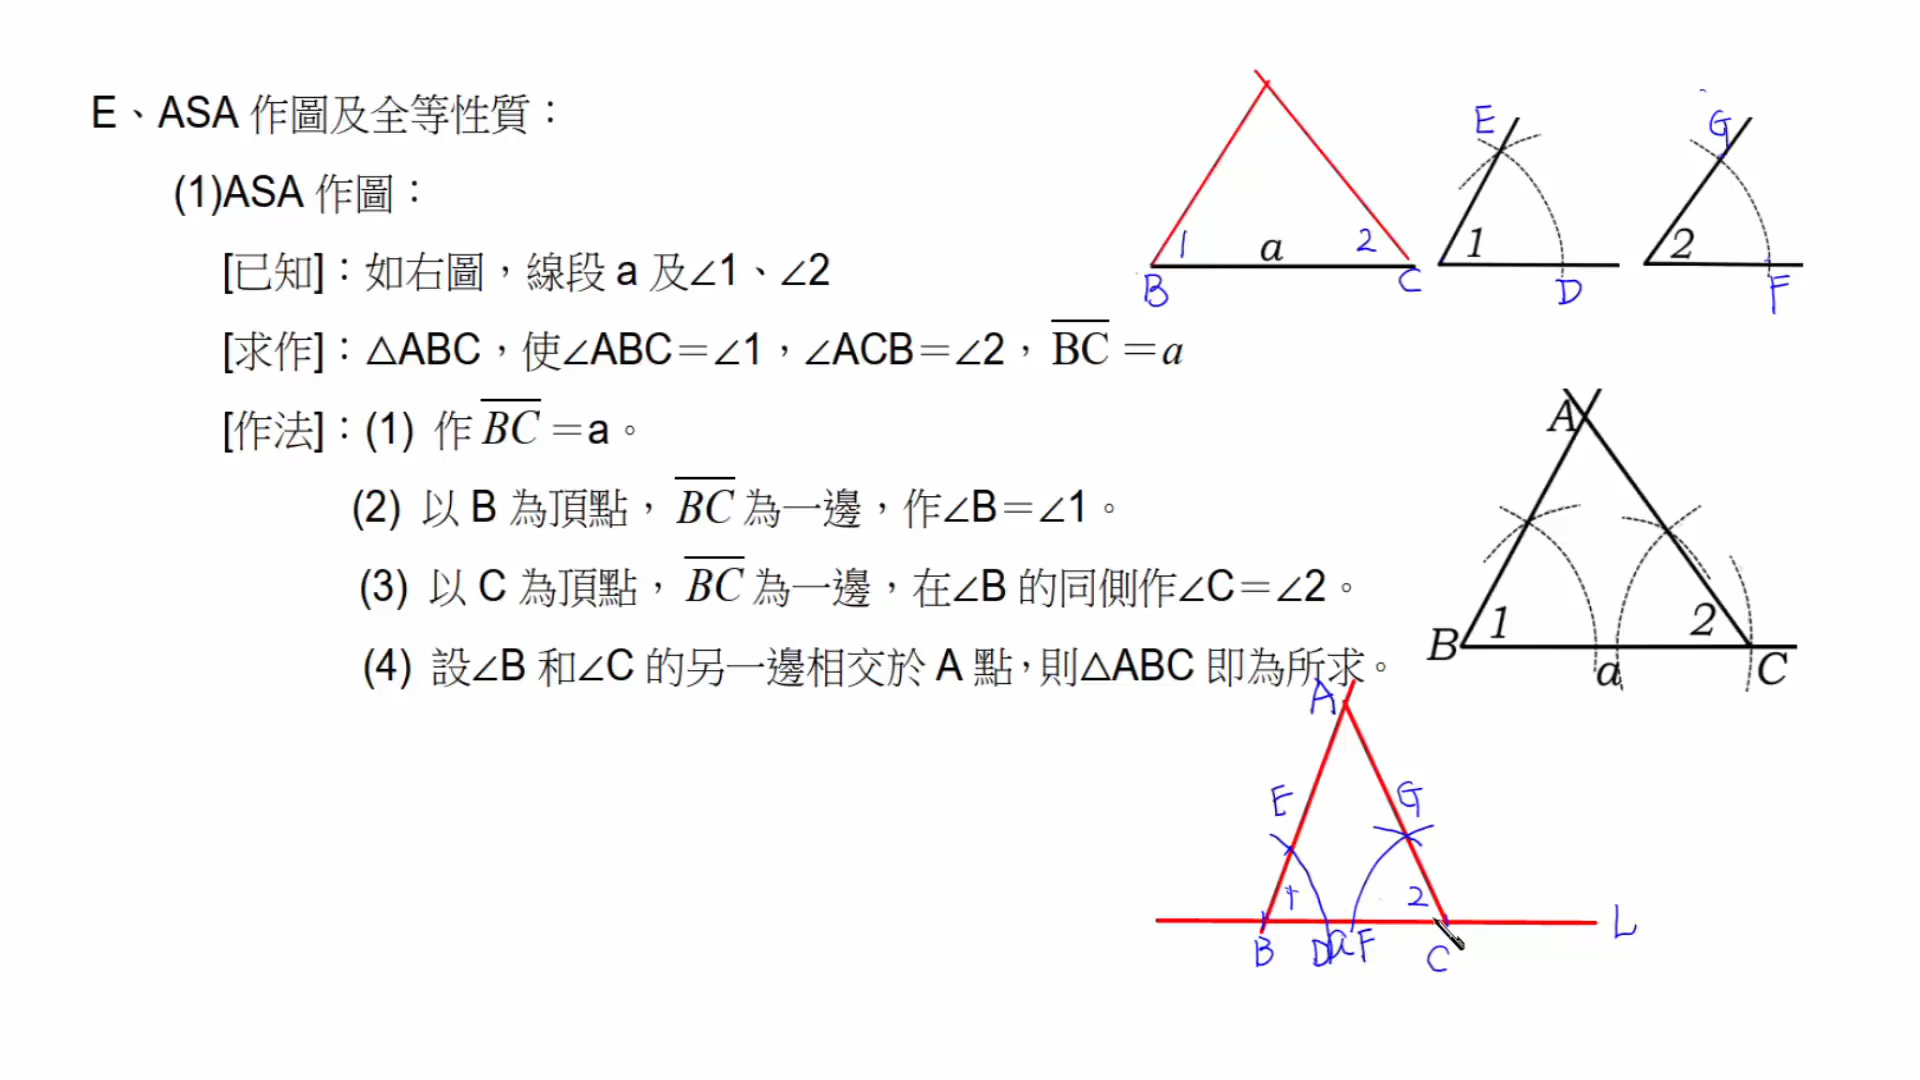 E、ASA 作圖及全等性質：
(1)ASA 作圖：
[已知]：如右圖，線段 a 及∠1、∠2
[求作]：△ABC，使∠ABC＝∠1，∠ACB＝∠2，BC＝a
[作法]：(1) 作 BC＝a。
(2) 以 B 為頂點，BC 為一邊，作∠B＝∠1。
(3) 以 C 為頂點，BC 為一邊，在∠B 的同側作∠C＝∠2。
(4) 設∠B 和∠C 的另一邊相交於 A 點，則△ABC 即為所求。
1 a 2
B C
E
1
D
G
2
F
A
1 2
B a C
A
E G
1 2
B D a F C L